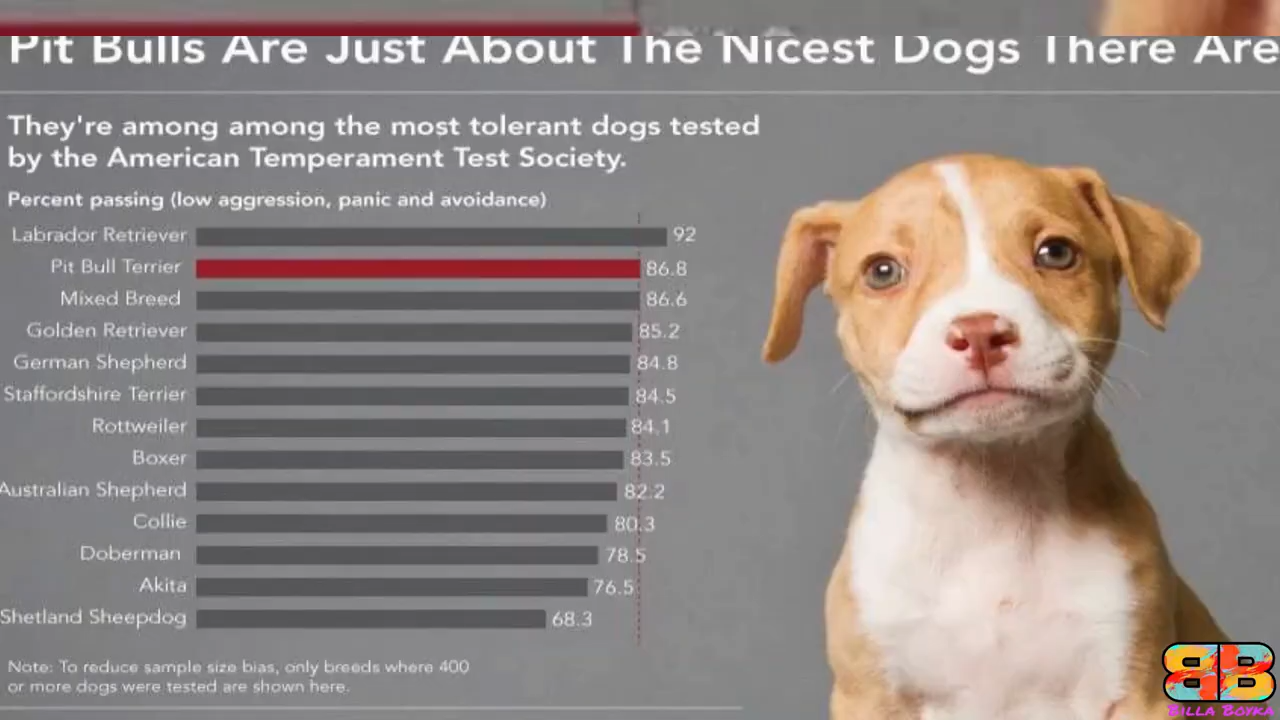 Pit Bulls Are Just About The Nicest Dogs There Are
They're among among the most tolerant dogs tested
by the American Temperament Test Society.
Percent passing (low aggression, panic and avoidance)
Labrador Retriever 92
Pit Bull Terrier 86.8
Mixed Breed 86.6
Golden Retriever 85.2
German Shepherd 84.8
Staffordshire Terrier 84.5
Rottweiler 84.1
Boxer 83.5
Australian Shepherd 82.2
Collie 80.3
Doberman 78.5
Akita 76.5
Shetland Sheepdog 68.3
Note: To reduce sample size bias, only breeds where 400
or more dogs were tested are shown here.
BB
Billa Boyka